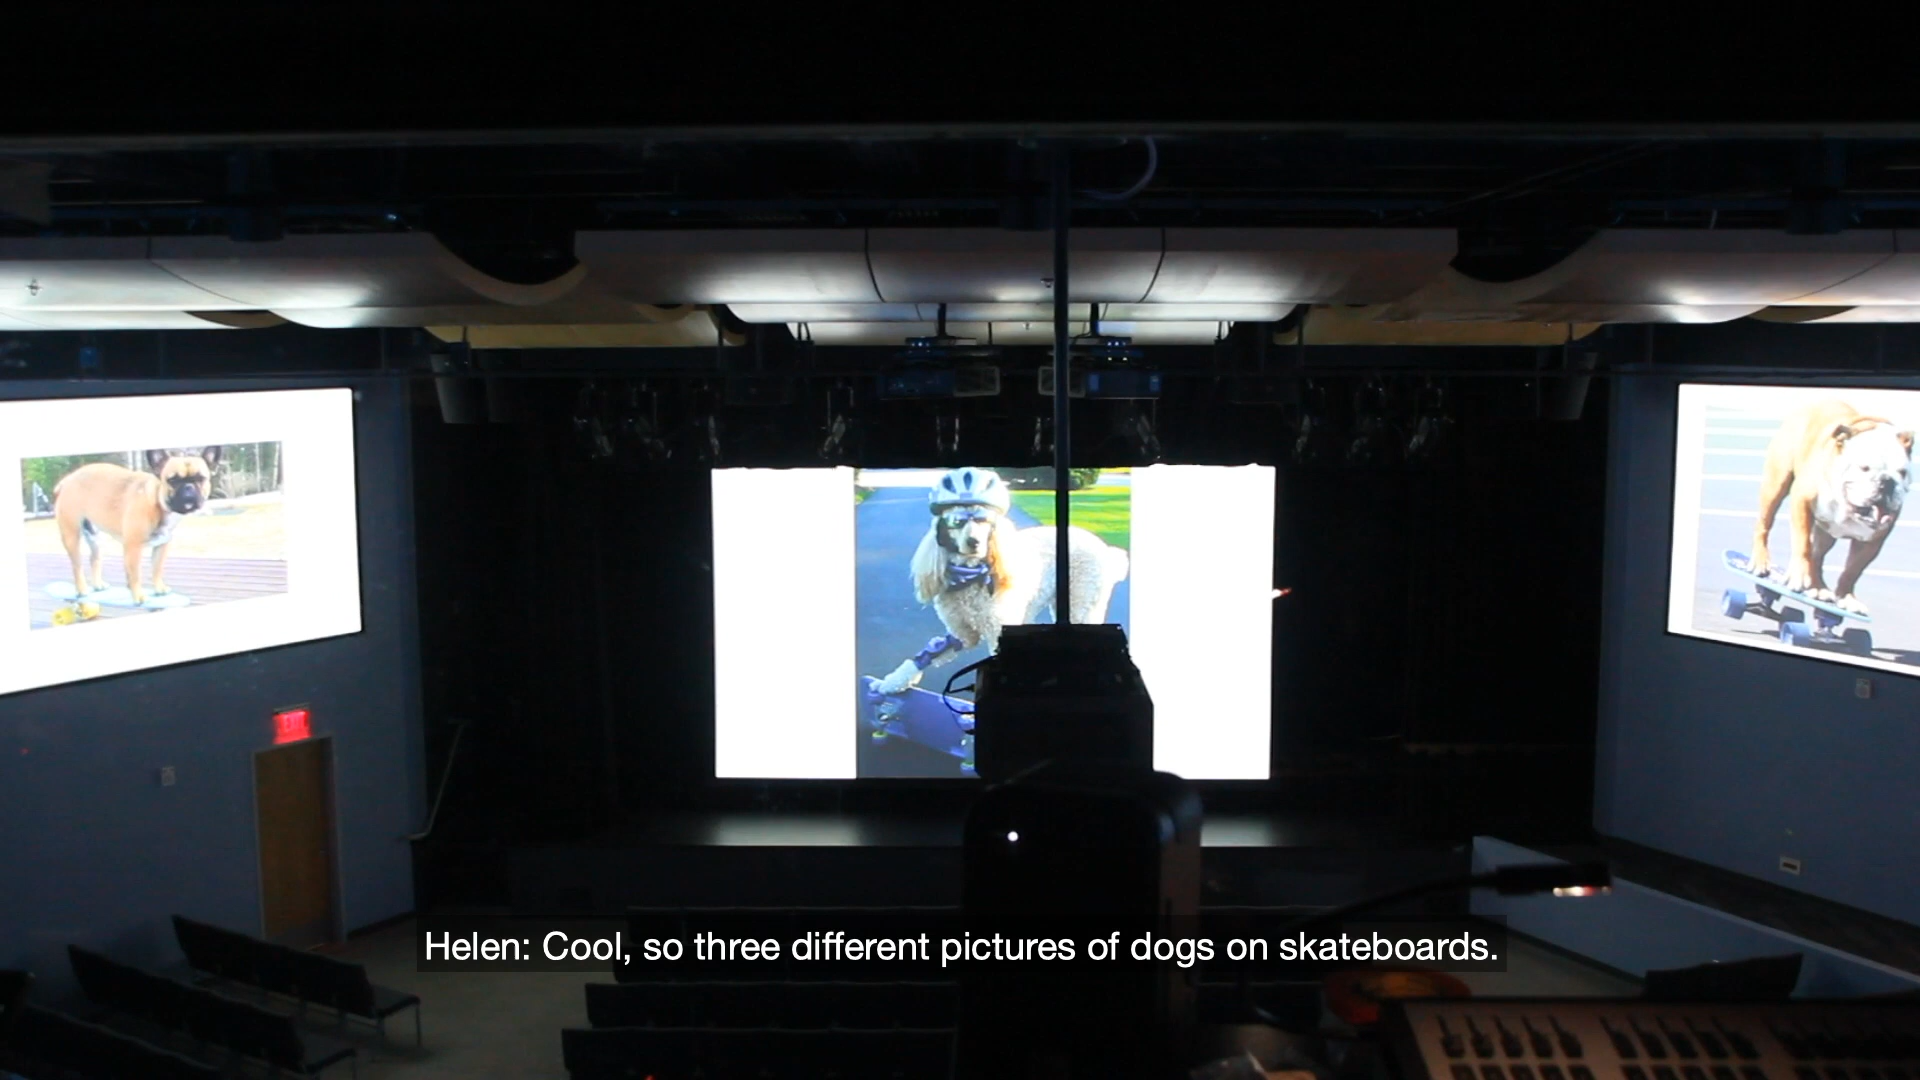 EXIT
Helen: Cool, so three different pictures of dogs on skateboards.